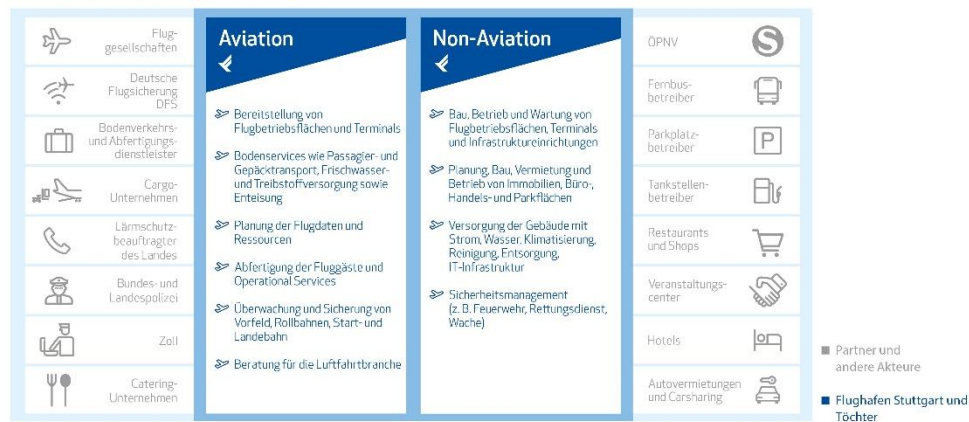 Flug-
gesellschaften
Deutsche
Flugsicherung
DFS
Bodenverkehrs-
und Abfertigungs-
dienstleister
Cargo-
Unternehmen
Lärmschutz-
beauftragter
des Landes
Bundes- und
Landespolizei
Zoll
Catering-
Unternehmen
Aviation
Bereitstellung von
Flugbetriebsflächen und Terminals
Bodenservices wie Passagier- und
Gepäcktransport, Frischwasser-
und Treibstoffversorgung sowie
Enteisung
Planung der Flugdaten und
Ressourcen
Abfertigung der Fluggäste und
Operational Services
Überwachung und Sicherung von
Vorfeld, Rollbahnen, Start- und
Landebahn
Beratung für die Luftfahrtbranche
Non-Aviation
Bau, Betrieb und Wartung von
Flugbetriebsflächen, Terminals
und Infrastruktureinrichtungen
Planung, Bau, Vermietung und
Betrieb von Immobilien, Büro-,
Handels- und Parkflächen
Versorgung der Gebäude mit
Strom, Wasser, Klimatisierung,
Reinigung, Entsorgung,
IT-Infrastruktur
Sicherheitsmanagement
(z. B. Feuerwehr, Rettungsdienst,
Wache)
ÖPNV
S
Fernbus-
betreiber
Parkplatz-
betreiber
P
Tankstellen-
betreiber
Restaurants
und Shops
Veranstaltungs-
center
Hotels
Autovermietungen
und Carsharing
Partner und
andere Akteure
Flughafen Stuttgart und
Töchter